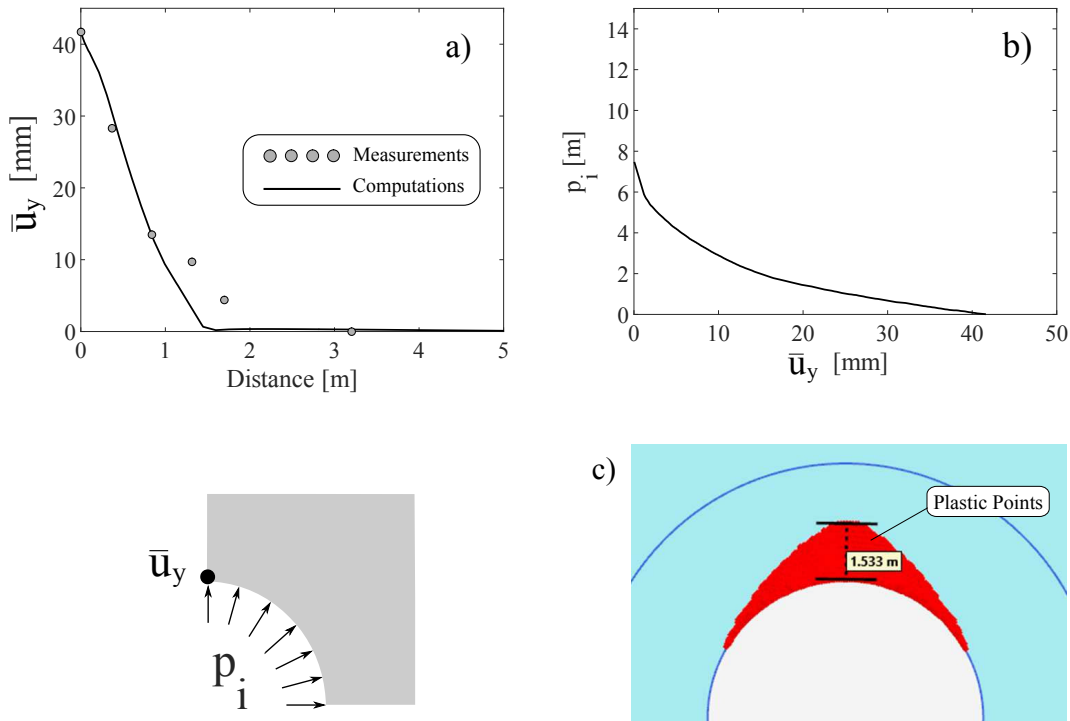 a)
ū_y [mm]
40
30
20
10
0
Measurements
Computations
0 1 2 3 4 5
Distance [m]
b)
p_i [m]
14
12
10
8
6
4
2
0
0 10 20 30 40 50
ū_y [mm]
ū_y
p_i
c)
Plastic Points
1.533 m